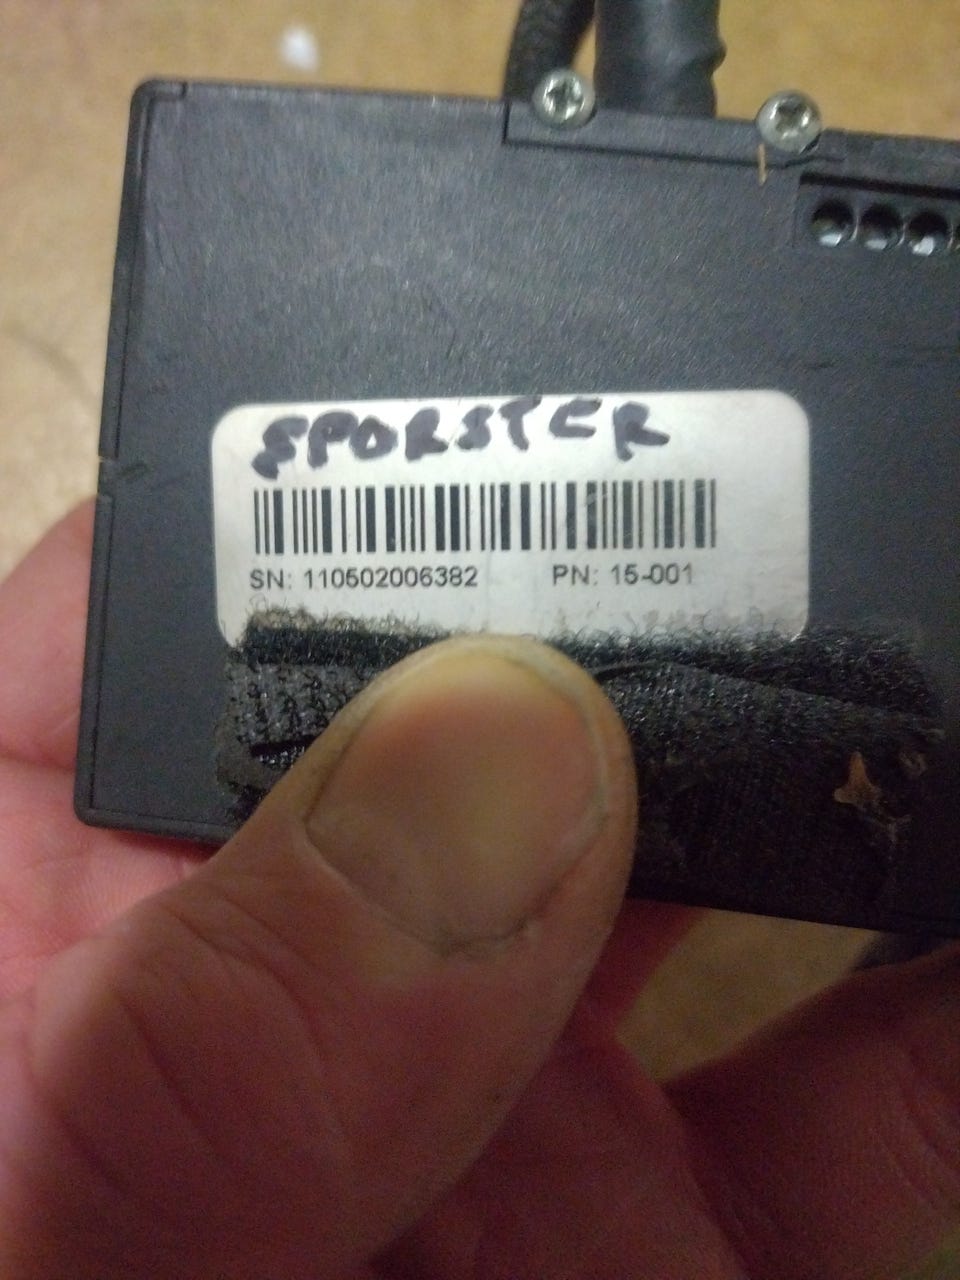 SPORSTER
SN: 110502006382 PN: 15-001